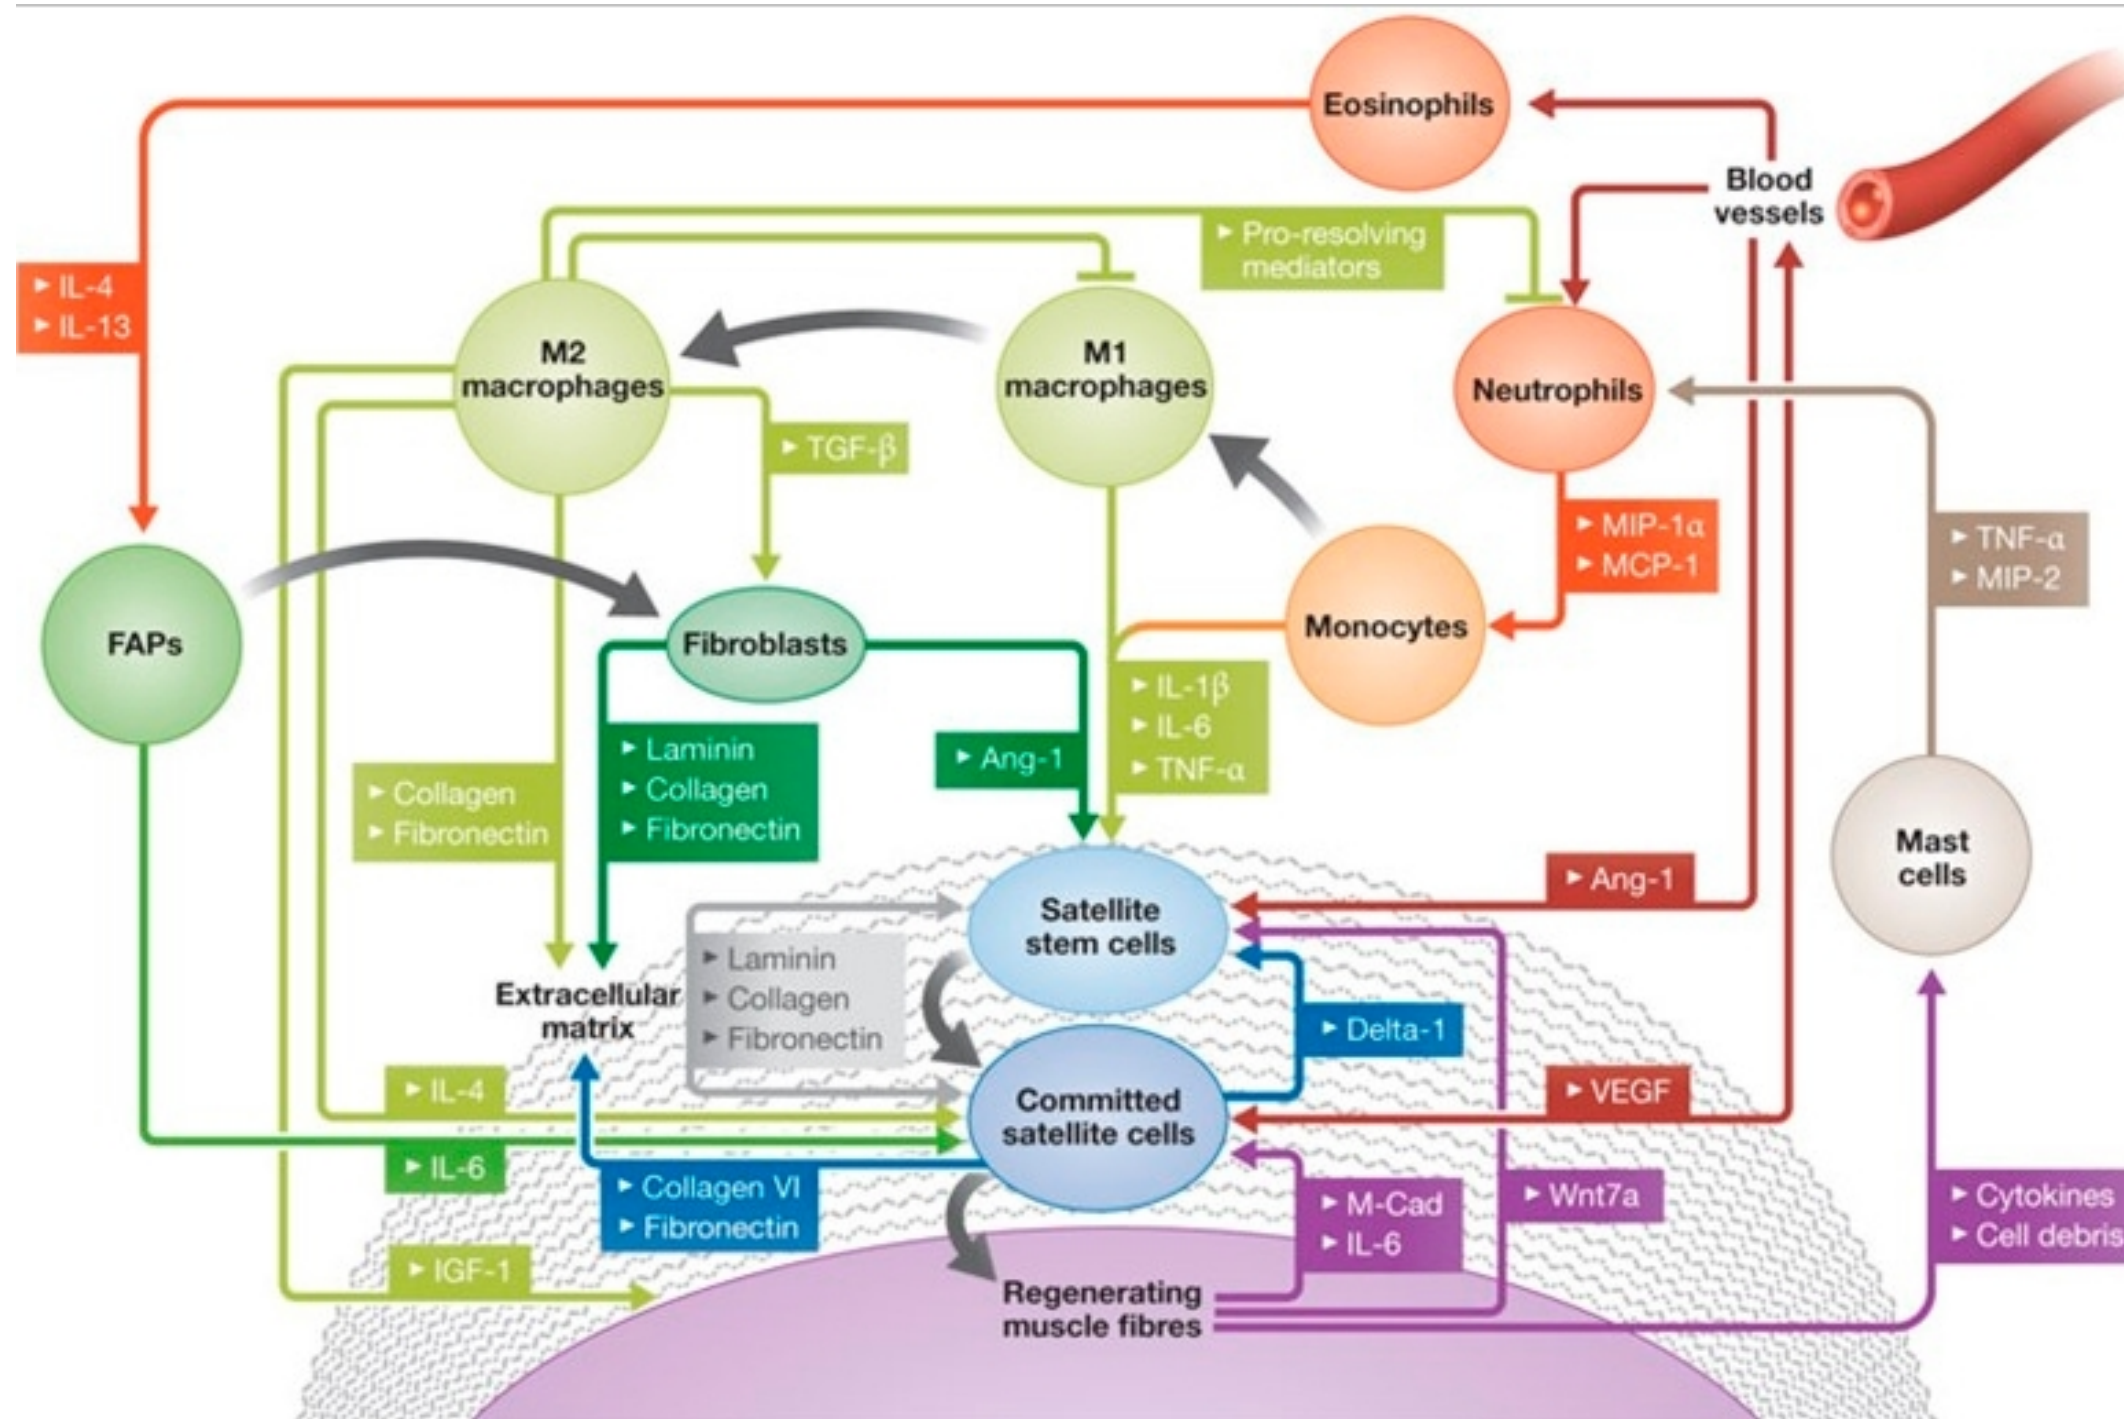 Eosinophils
Blood
vessels
► Pro-resolving
mediators
► IL-4
► IL-13
M2
macrophages
M1
macrophages
Neutrophils
► TGF-β
► MIP-1α
► MCP-1
► TNF-α
► MIP-2
FAPs
Fibroblasts
Monocytes
► IL-1β
► IL-6
► TNF-α
► Laminin
► Collagen
► Fibronectin
► Ang-1
► Collagen
► Fibronectin
Mast
cells
► Ang-1
Satellite
stem cells
► Laminin
► Collagen
► Fibronectin
Extracellular
matrix
► Delta-1
► IL-4
► VEGF
Committed
satellite cells
► IL-6
► Collagen VI
► Fibronectin
► M-Cad
► IL-6
► Wnt7a
► Cytokines
► Cell debris
► IGF-1
Regenerating
muscle fibres